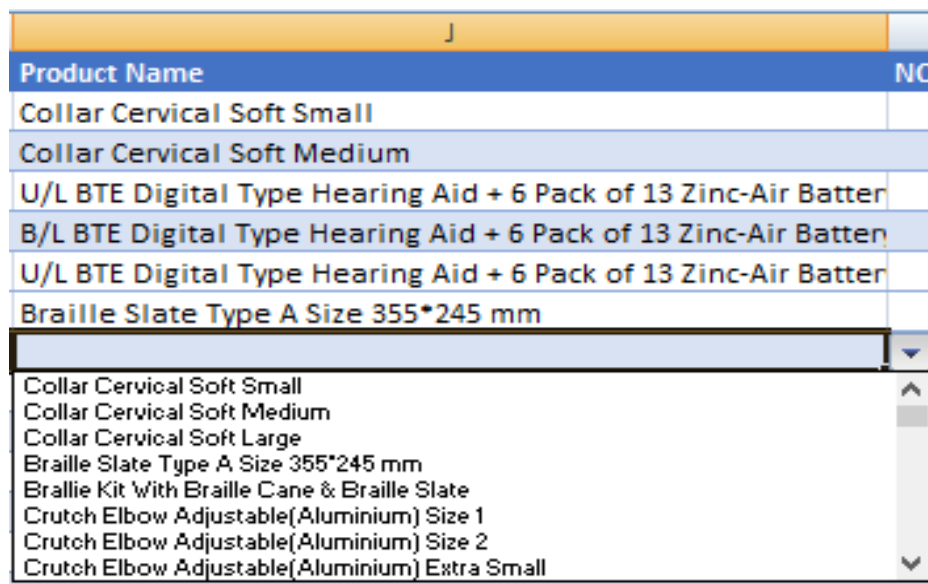 J
Product Name NC
Collar Cervical Soft Small
Collar Cervical Soft Medium
U/L BTE Digital Type Hearing Aid + 6 Pack of 13 Zinc-Air Batter
B/L BTE Digital Type Hearing Aid + 6 Pack of 13 Zinc-Air Battery
U/L BTE Digital Type Hearing Aid + 6 Pack of 13 Zinc-Air Batter
Braille Slate Type A Size 355*245 mm
Collar Cervical Soft Small
Collar Cervical Soft Medium
Collar Cervical Soft Large
Braille Slate Type A Size 355*245 mm
Brallie Kit With Braille Cane & Braille Slate
Crutch Elbow Adjustable(Aluminium) Size 1
Crutch Elbow Adjustable(Aluminium) Size 2
Crutch Elbow Adjustable(Aluminium) Extra Small